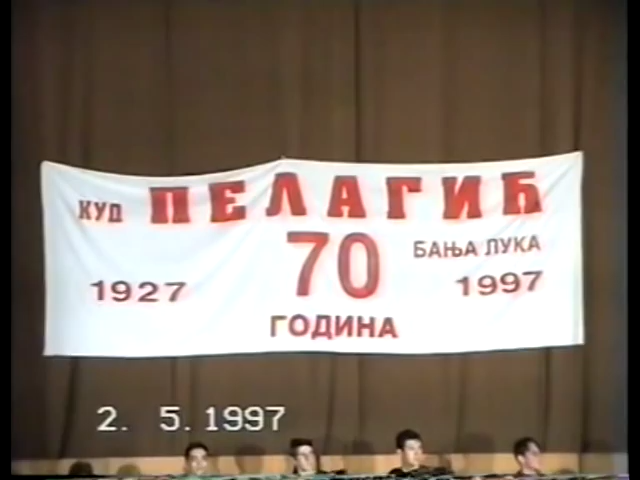 КУД ПЕЛАГИЋ
70
БАЊА ЛУКА
1927
1997
ГОДИНА
2. 5.1997